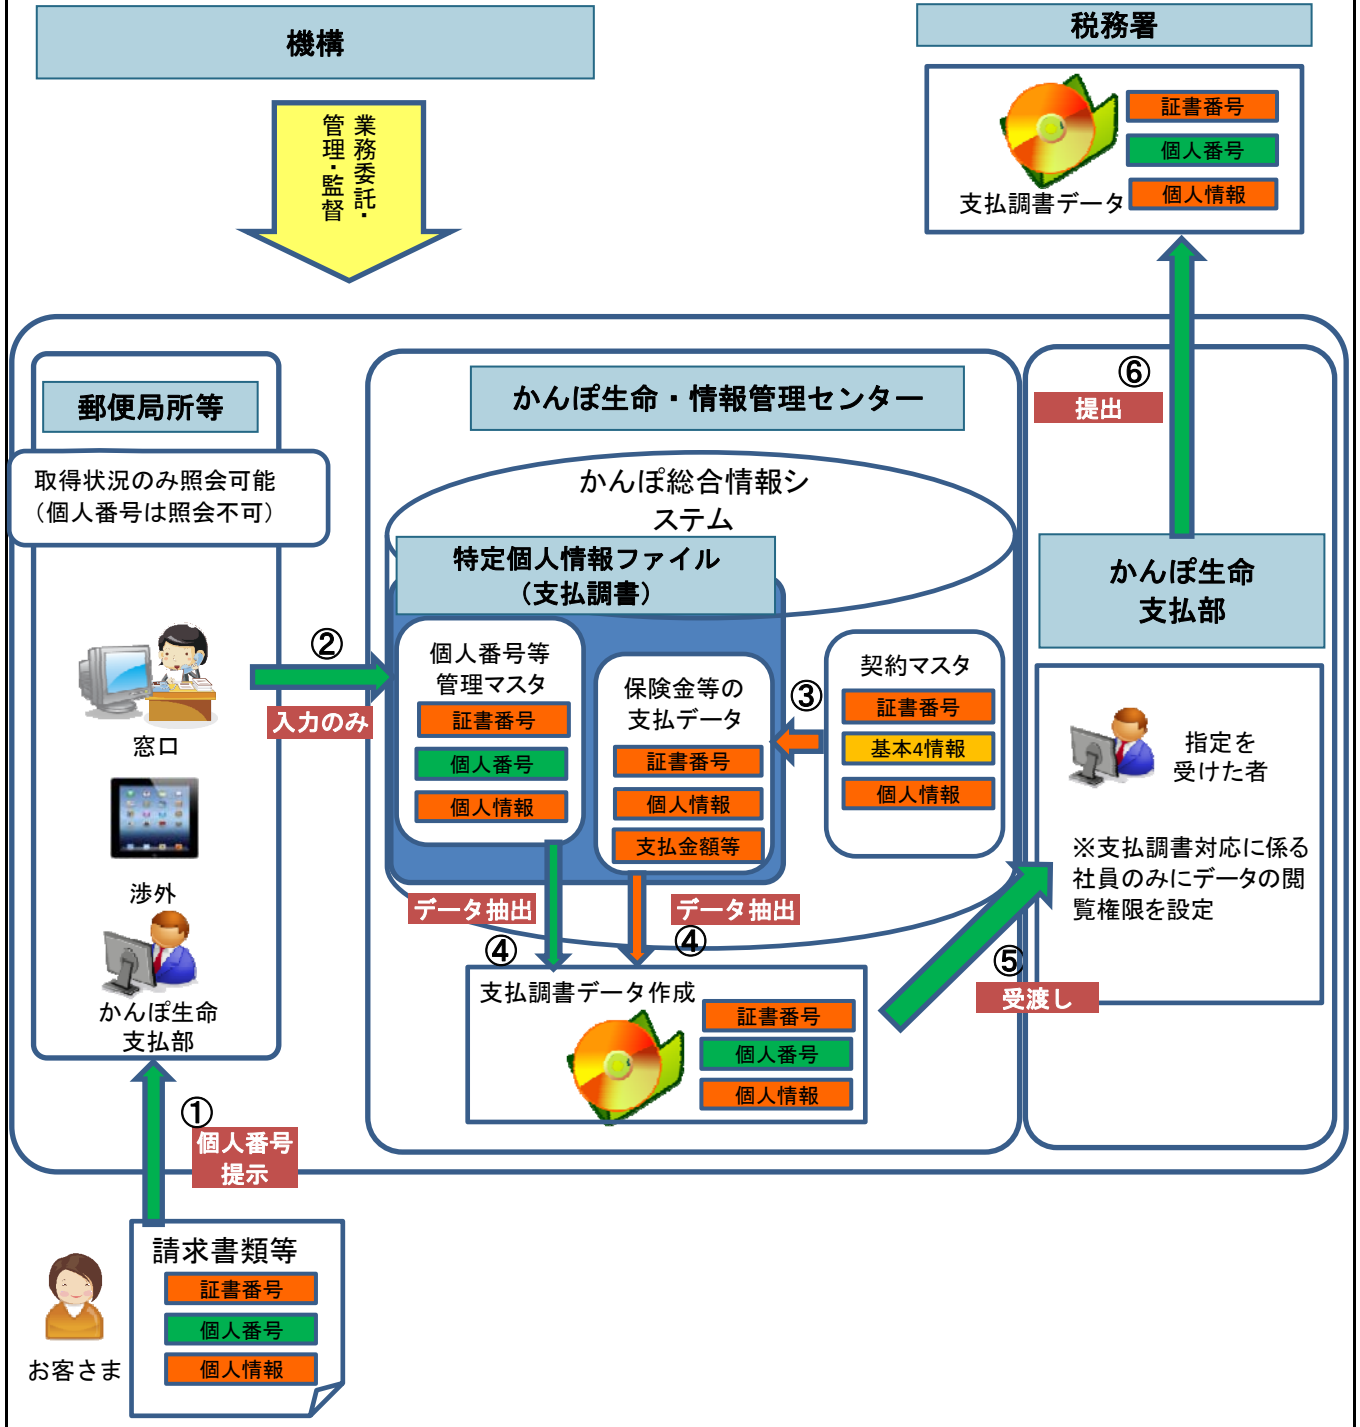 機構
税務署
業務委託・
管理・監督
証書番号
個人番号
個人情報
支払調書データ
⑥
提出
郵便局所等
取得状況のみ照会可能
（個人番号は照会不可）
かんぽ生命・情報管理センター
かんぽ総合情報シ
ステム
特定個人情報ファイル
（支払調書）
個人番号等
管理マスタ
証書番号
個人番号
個人情報
保険金等の
支払データ
証書番号
個人情報
支払金額等
③
契約マスタ
証書番号
基本4情報
個人情報
②
入力のみ
窓口
渉外
かんぽ生命
支払部
かんぽ生命
支払部
指定を
受けた者
※支払調書対応に係る
社員のみにデータの閲
覧権限を設定
データ抽出
④
データ抽出
④
支払調書データ作成
証書番号
個人番号
個人情報
⑤
受渡し
①
個人番号
提示
請求書類等
証書番号
個人番号
個人情報
お客さま